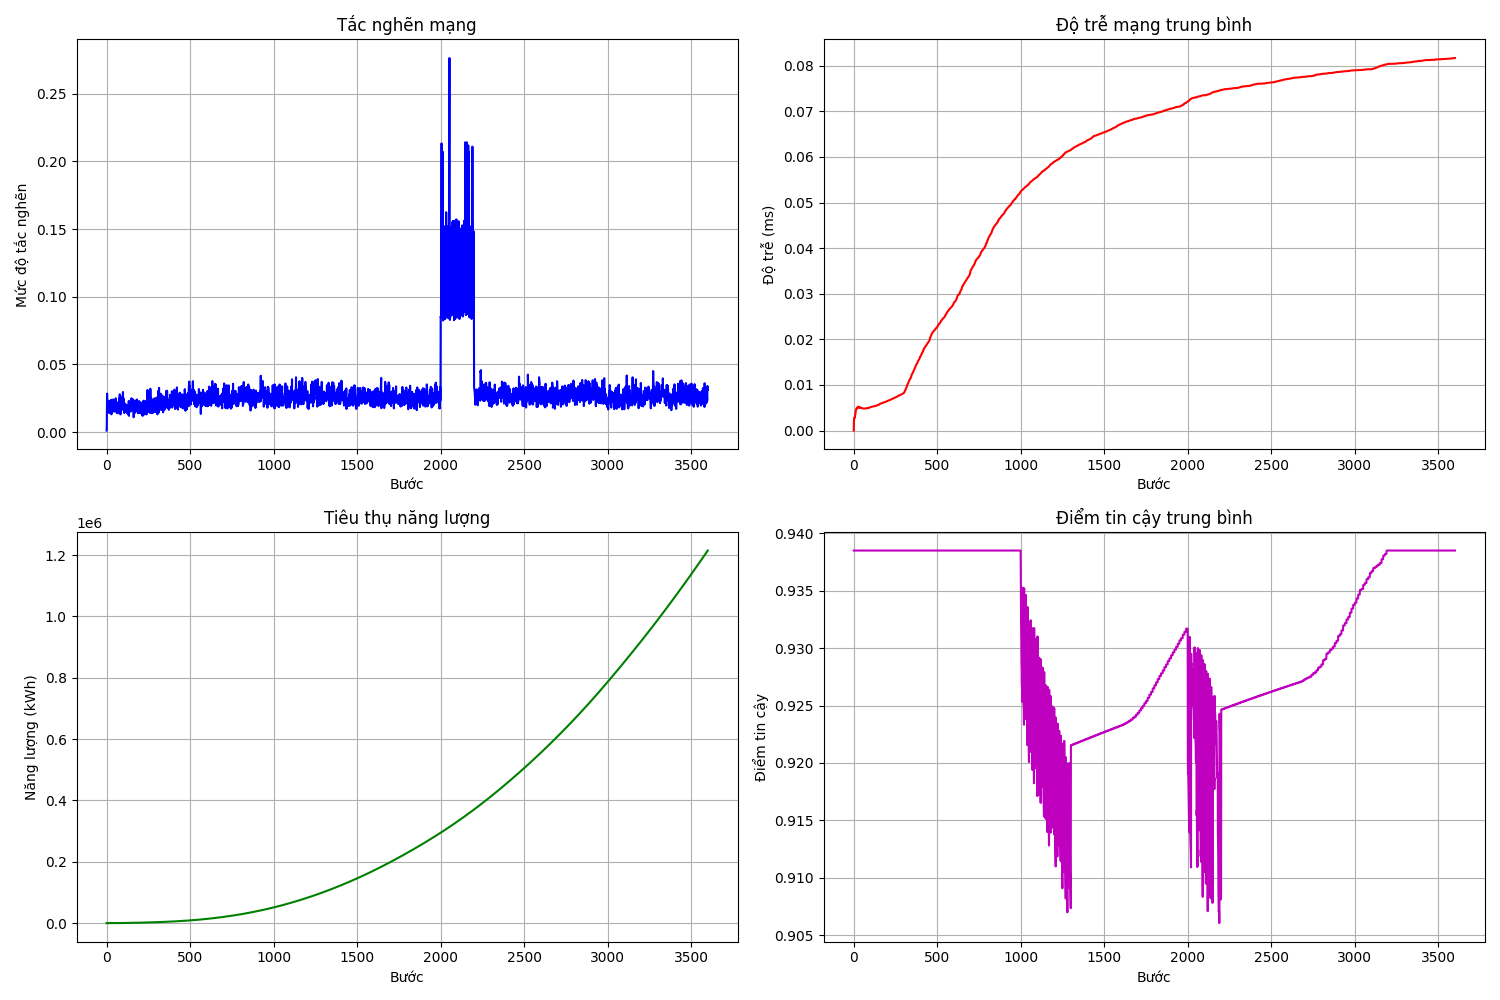 Tắc nghẽn mạng
Mức độ tắc nghẽn
0.25
0.20
0.15
0.10
0.05
0.00
0 500 1000 1500 2000 2500 3000 3500
Bước
Độ trễ mạng trung bình
Độ trễ (ms)
0.08
0.07
0.06
0.05
0.04
0.03
0.02
0.01
0.00
0 500 1000 1500 2000 2500 3000 3500
Bước
Tiêu thụ năng lượng
1e6
Năng lượng (kWh)
1.2
1.0
0.8
0.6
0.4
0.2
0.0
0 500 1000 1500 2000 2500 3000 3500
Bước
Điểm tin cậy trung bình
Điểm tin cậy
0.940
0.935
0.930
0.925
0.920
0.915
0.910
0.905
0 500 1000 1500 2000 2500 3000 3500
Bước